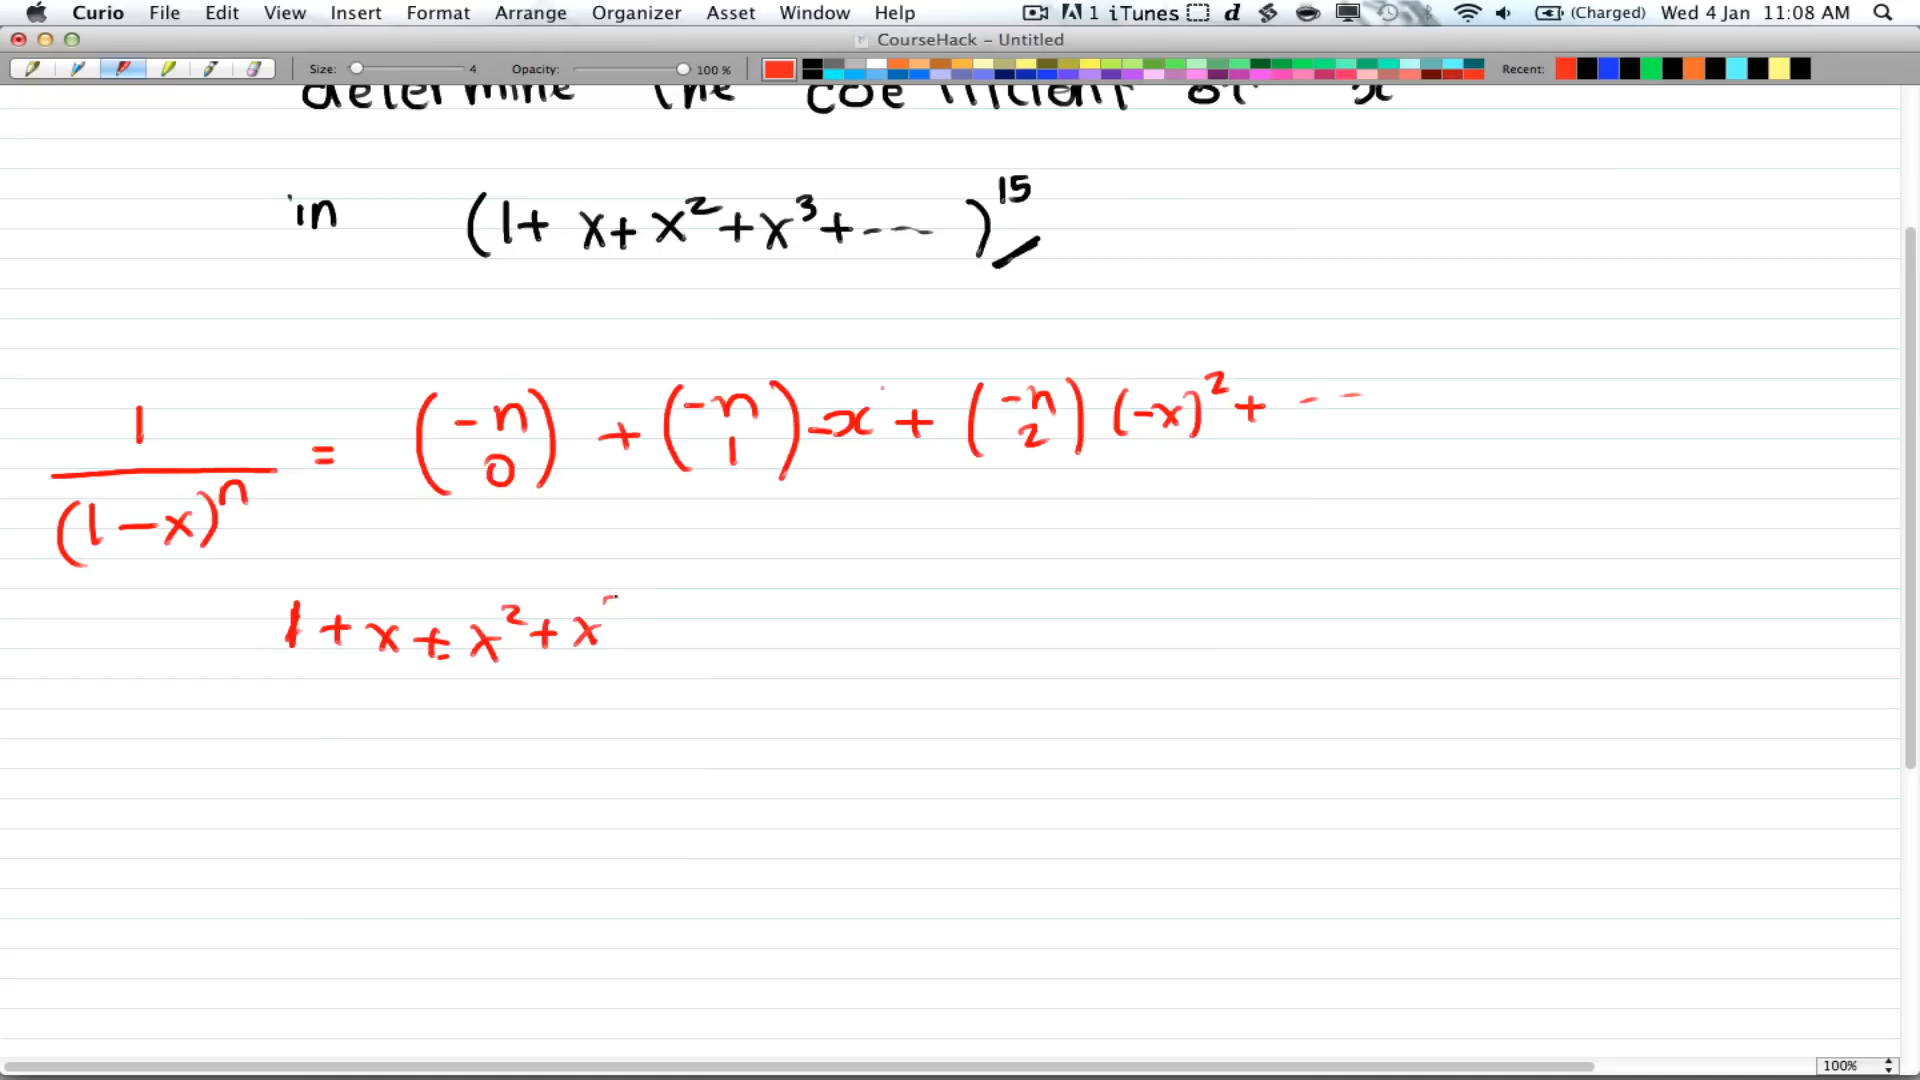 Curio File Edit View Insert Format Arrange Organizer Asset Window Help 1 iTunes d (Charged) Wed 4 Jan 11:08 AM
CourseHack – Untitled
Size: 4 Opacity: 100 % Recent:
determine the coefficient of x
in (1+ x+ x²+x³+---- )¹⁵
1/(1-x)ⁿ = (-n 0) + (-n 1) -x + (-n 2) (-x)² + --
1 + x + x² + x
100%